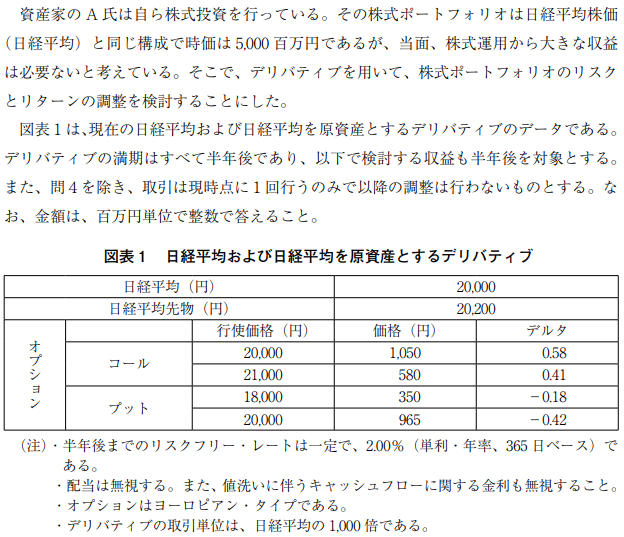 資産家の A 氏は自ら株式投資を行っている。その株式ポートフォリオは日経平均株価
(日経平均)と同じ構成で時価は 5,000 百万円であるが、当面、株式運用から大きな収益
は必要ないと考えている。そこで、デリバティブを用いて、株式ポートフォリオのリスク
とリターンの調整を検討することにした。
図表1は、現在の日経平均および日経平均を原資産とするデリバティブのデータである。
デリバティブの満期はすべて半年後であり、以下で検討する収益も半年後を対象とする。
また、問4を除き、取引は現時点に1回行うのみで以降の調整は行わないものとする。な
お、金額は、百万円単位で整数で答えること。
図表1 日経平均および日経平均を原資産とするデリバティブ
日経平均(円) 20,000
日経平均先物(円) 20,200
オプション 行使価格(円) 価格(円) デルタ
コール 20,000 1,050 0.58
21,000 580 0.41
プット 18,000 350 −0.18
20,000 965 −0.42
(注)・半年後までのリスクフリー・レートは一定で、2.00%(単利・年率、365日ベース)で
ある。
・配当は無視する。また、値洗いに伴うキャッシュフローに関する金利も無視すること。
・オプションはヨーロピアン・タイプである。
・デリバティブの取引単位は、日経平均の 1,000 倍である。